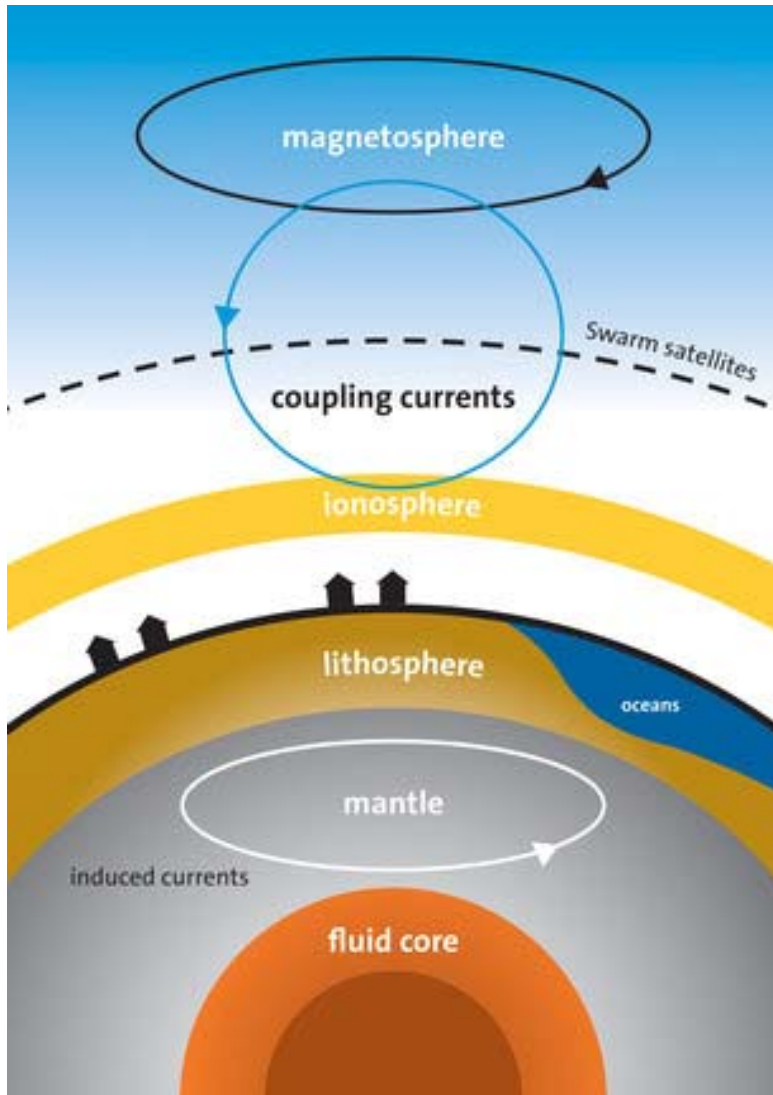 magnetosphere
Swarm satellites
coupling currents
ionosphere
lithosphere
oceans
mantle
induced currents
fluid core